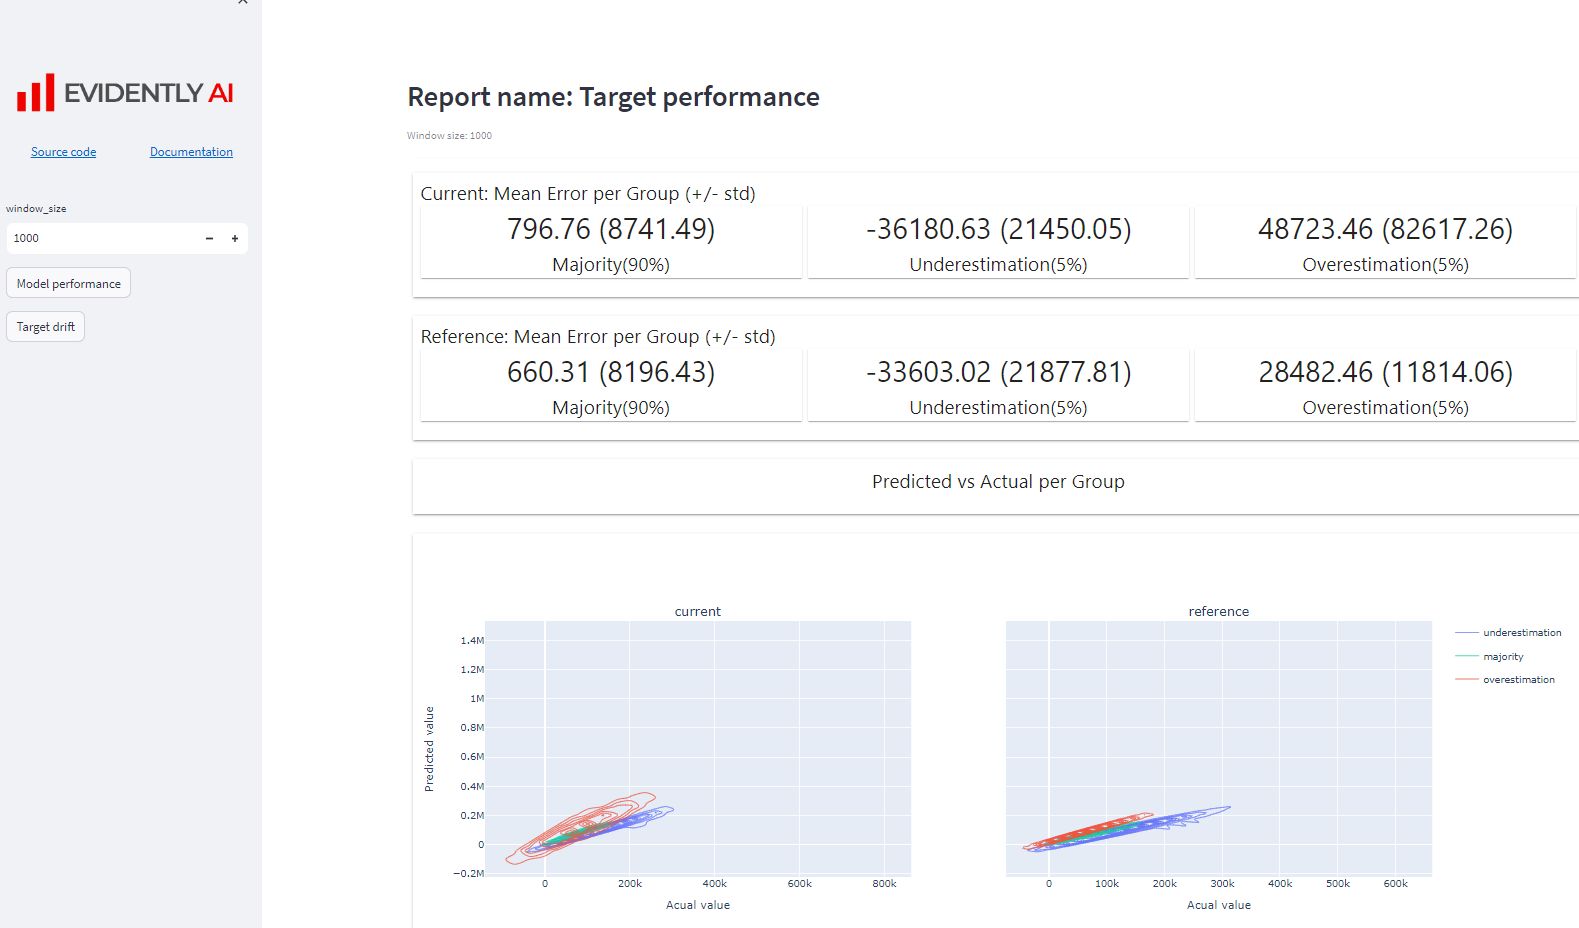 EVIDENTLY AI
Source code
Documentation
window_size
1000
Model performance
Target drift
Report name: Target performance
Window size: 1000
Current: Mean Error per Group (+/- std)
796.76 (8741.49)
Majority(90%)
-36180.63 (21450.05)
Underestimation(5%)
48723.46 (82617.26)
Overestimation(5%)
Reference: Mean Error per Group (+/- std)
660.31 (8196.43)
Majority(90%)
-33603.02 (21877.81)
Underestimation(5%)
28482.46 (11814.06)
Overestimation(5%)
Predicted vs Actual per Group
current
reference
Predicted value
1.4M
1.2M
1M
0.8M
0.6M
0.4M
0.2M
0
−0.2M
0 200k 400k 600k 800k
Acual value
0 100k 200k 300k 400k 500k 600k
Acual value
underestimation
majority
overestimation